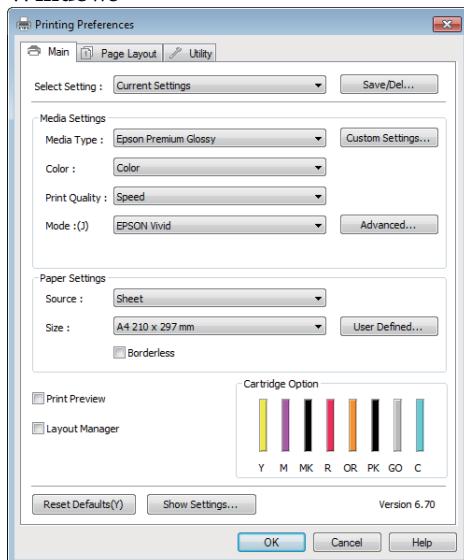 Windows
Printing Preferences
Main Page Layout Utility
Select Setting : Current Settings Save/Del...
Media Settings
Media Type : Epson Premium Glossy Custom Settings...
Color : Color
Print Quality : Speed
Mode :(J) EPSON Vivid Advanced...
Paper Settings
Source : Sheet
Size : A4 210 x 297 mm User Defined...
Borderless
Print Preview
Layout Manager
Cartridge Option
Y M MK R OR PK GO C
Reset Defaults(Y) Show Settings... Version 6.70
OK Cancel Help